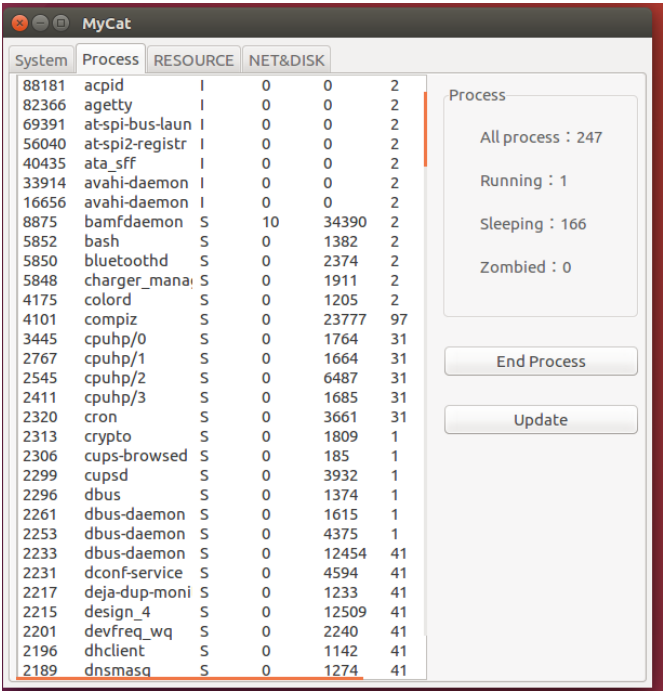 MyCat
System Process RESOURCE NET&DISK
88181 acpid I 0 0 2
82366 agetty I 0 0 2
69391 at-spi-bus-laun I 0 0 2
56040 at-spi2-registr I 0 0 2
40435 ata_sff I 0 0 2
33914 avahi-daemon I 0 0 2
16656 avahi-daemon I 0 0 2
8875 bamfdaemon S 10 34390 2
5852 bash S 0 1382 2
5850 bluetoothd S 0 2374 2
5848 charger_mana S 0 1911 2
4175 colord S 0 1205 2
4101 compiz S 0 23777 97
3445 cpuhp/0 S 0 1764 31
2767 cpuhp/1 S 0 1664 31
2545 cpuhp/2 S 0 6487 31
2411 cpuhp/3 S 0 1685 31
2320 cron S 0 3661 31
2313 crypto S 0 1809 1
2306 cups-browsed S 0 185 1
2299 cupsd S 0 3932 1
2296 dbus S 0 1374 1
2261 dbus-daemon S 0 1615 1
2253 dbus-daemon S 0 4375 1
2233 dbus-daemon S 0 12454 41
2231 dconf-service S 0 4594 41
2217 deja-dup-moni S 0 1233 41
2215 design_4 S 0 12509 41
2201 devfreq_wq S 0 2240 41
2196 dhclient S 0 1142 41
2189 dnsmasq S 0 1274 41
Process
All process：247
Running：1
Sleeping：166
Zombied：0
End Process
Update